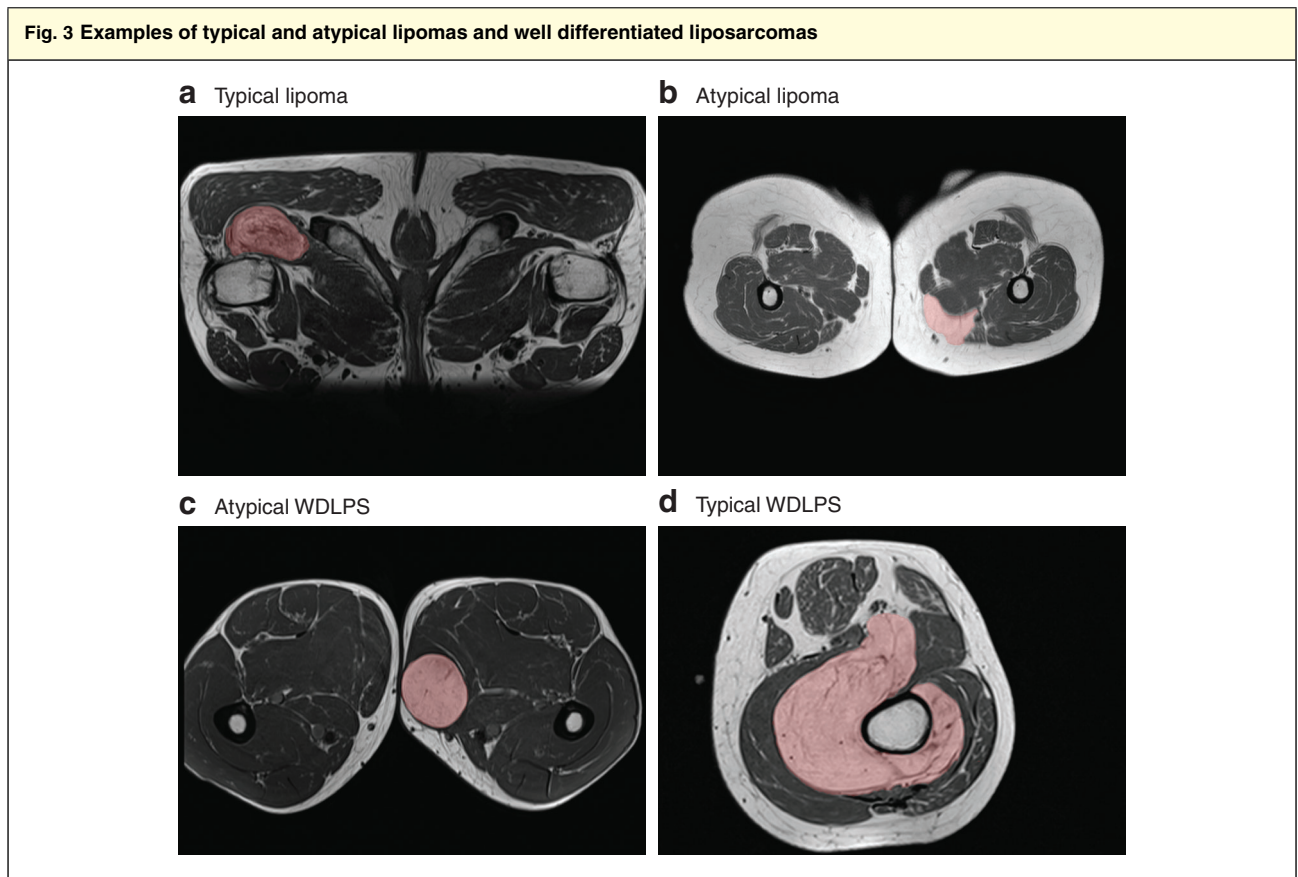 Fig. 3 Examples of typical and atypical lipomas and well differentiated liposarcomas
a Typical lipoma
b Atypical lipoma
c Atypical WDLPS
d Typical WDLPS